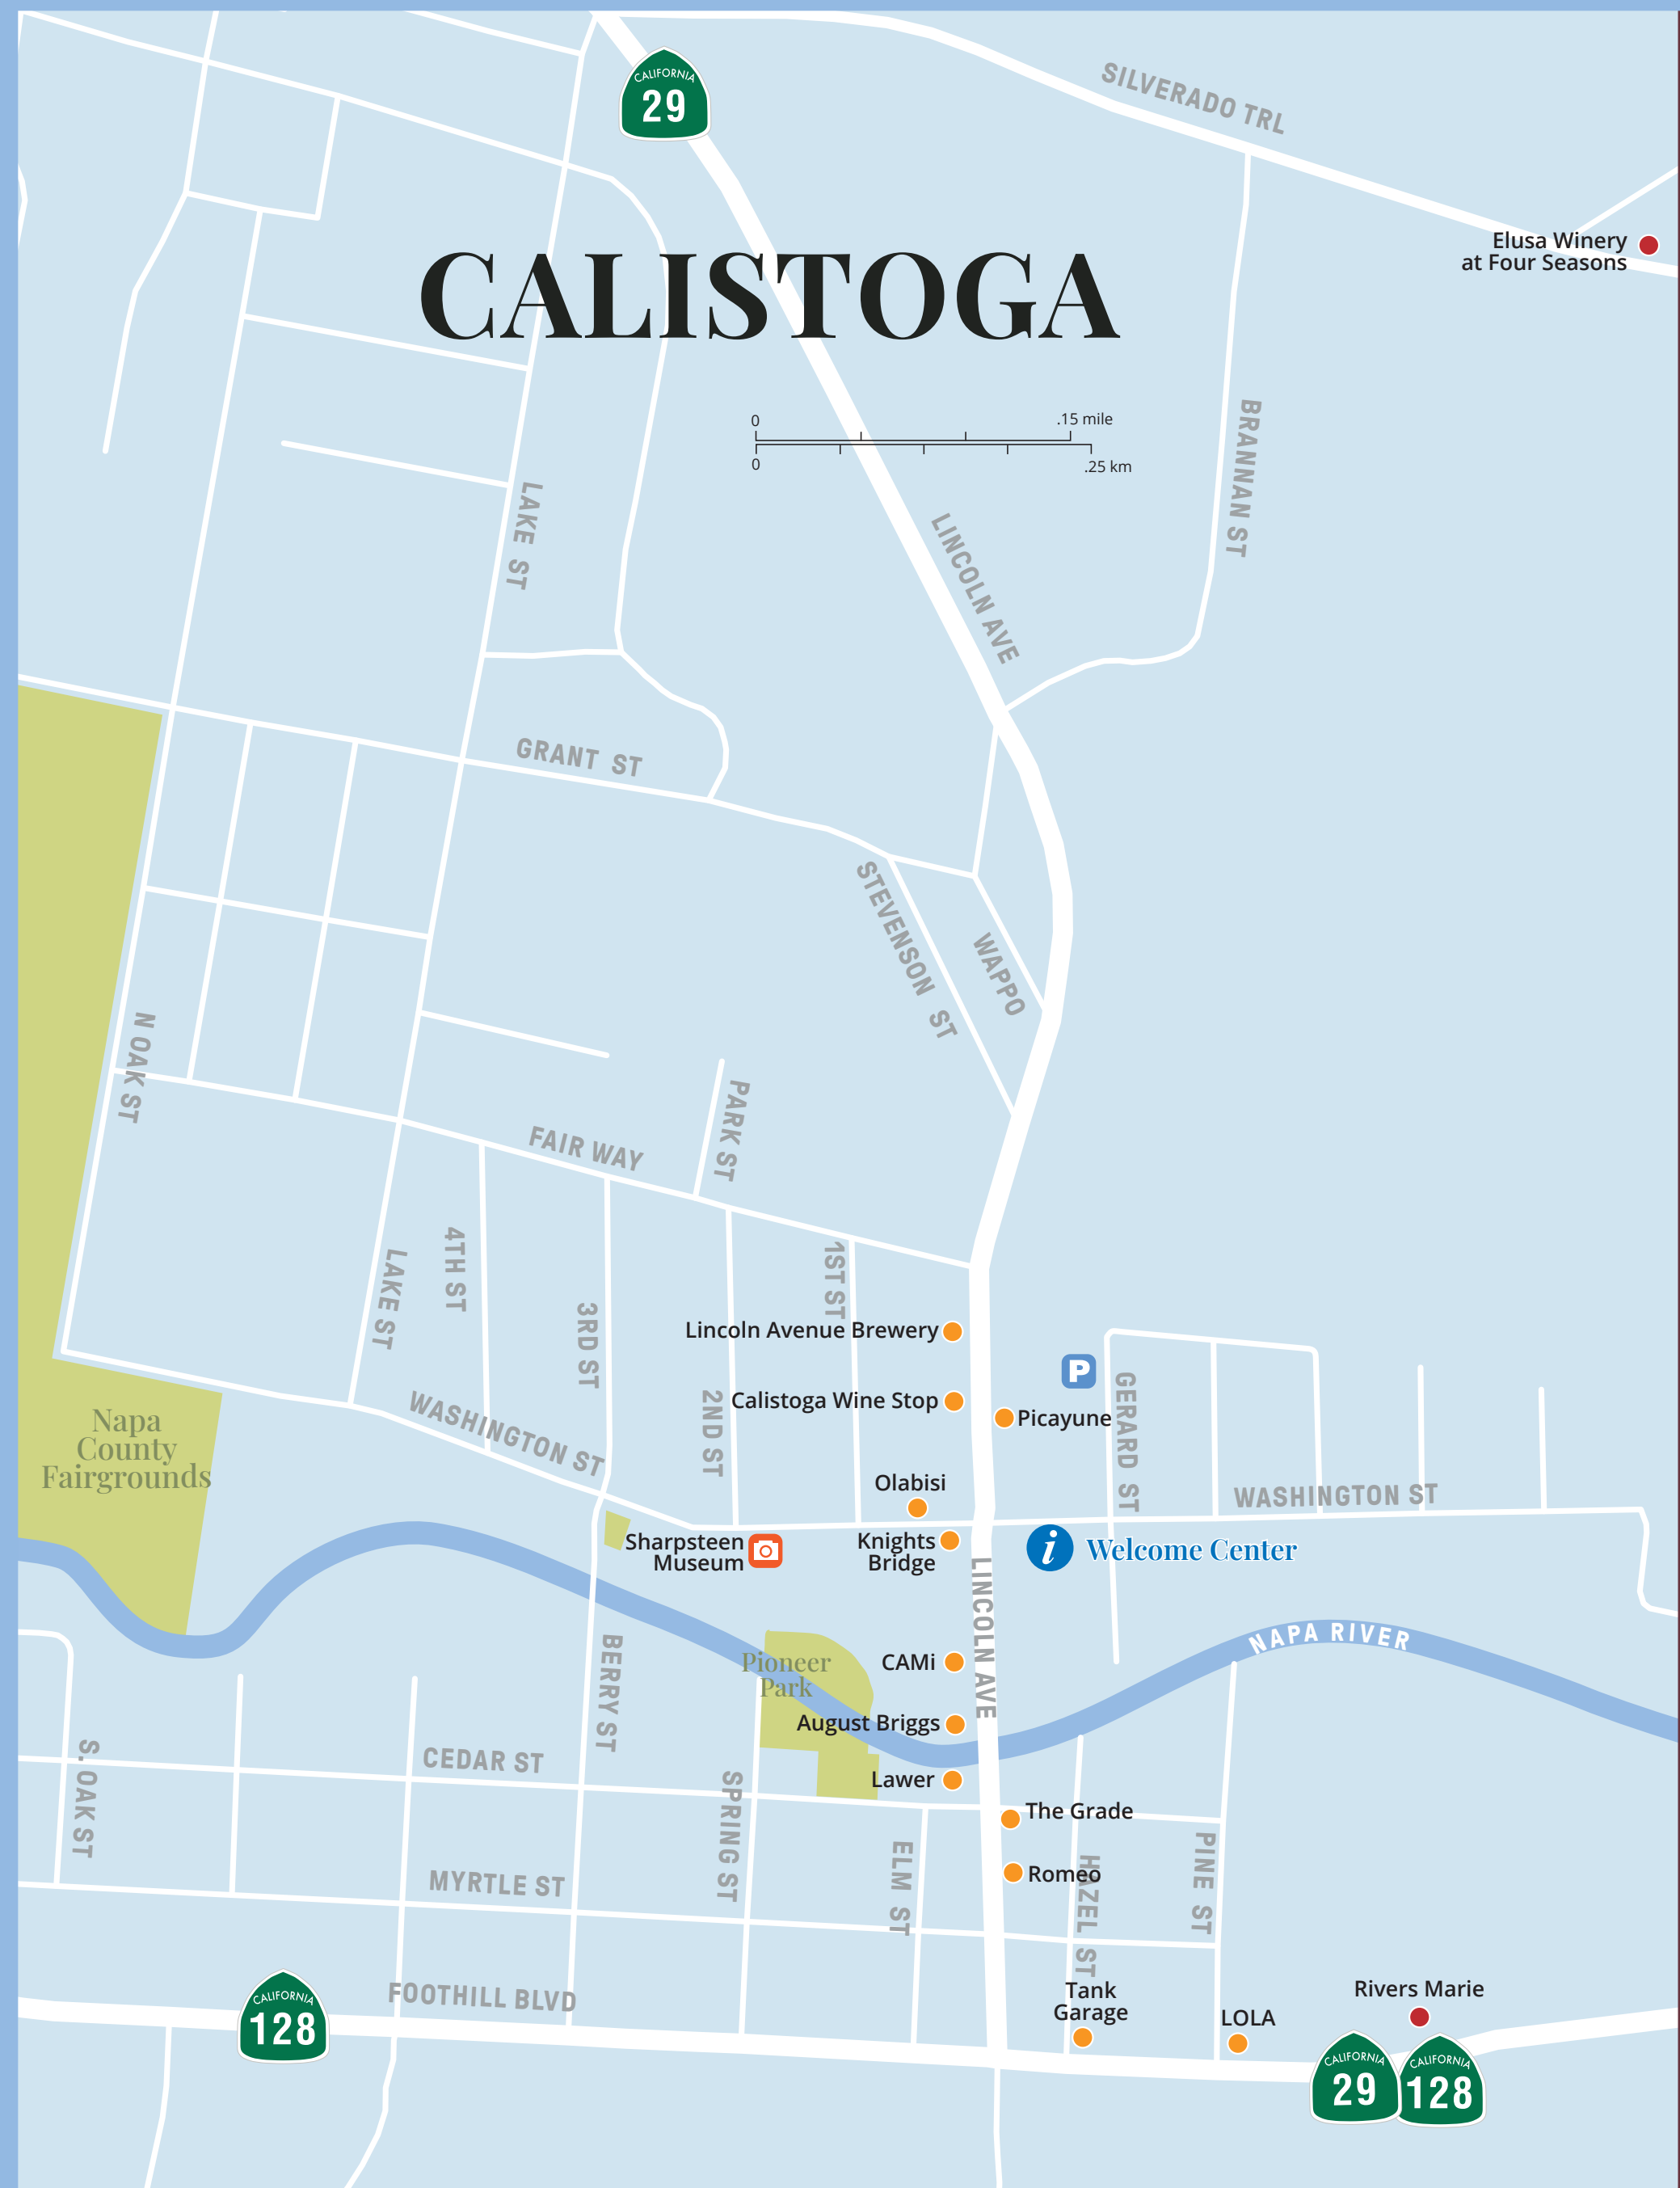 CALIFORNIA
29
SILVERADO TRL
Elusa Winery
at Four Seasons
CALISTOGA
0
.15 mile
0
.25 km
BRANNAN ST
LAKE ST
LINCOLN AVE
GRANT ST
STEVENSON ST
WAPPO
N OAK ST
PARK ST
FAIR WAY
4TH ST
LAKE ST
1ST ST
3RD ST
Lincoln Avenue Brewery
P
GERARD ST
2ND ST
Calistoga Wine Stop
Picayune
WASHINGTON ST
Napa
County
Fairgrounds
Olabisi
WASHINGTON ST
Sharpsteen
Museum
Knights
Bridge
i
Welcome Center
LINCOLN AVE
NAPA RIVER
BERRY ST
Pioneer
Park
CAMi
August Briggs
S. OAK ST
CEDAR ST
SPRING ST
Lawer
The Grade
ELM ST
PINE ST
Romeo
HAZEL ST
MYRTLE ST
FOOTHILL BLVD
CALIFORNIA
128
Tank
Garage
LOLA
Rivers Marie
CALIFORNIA
29
CALIFORNIA
128